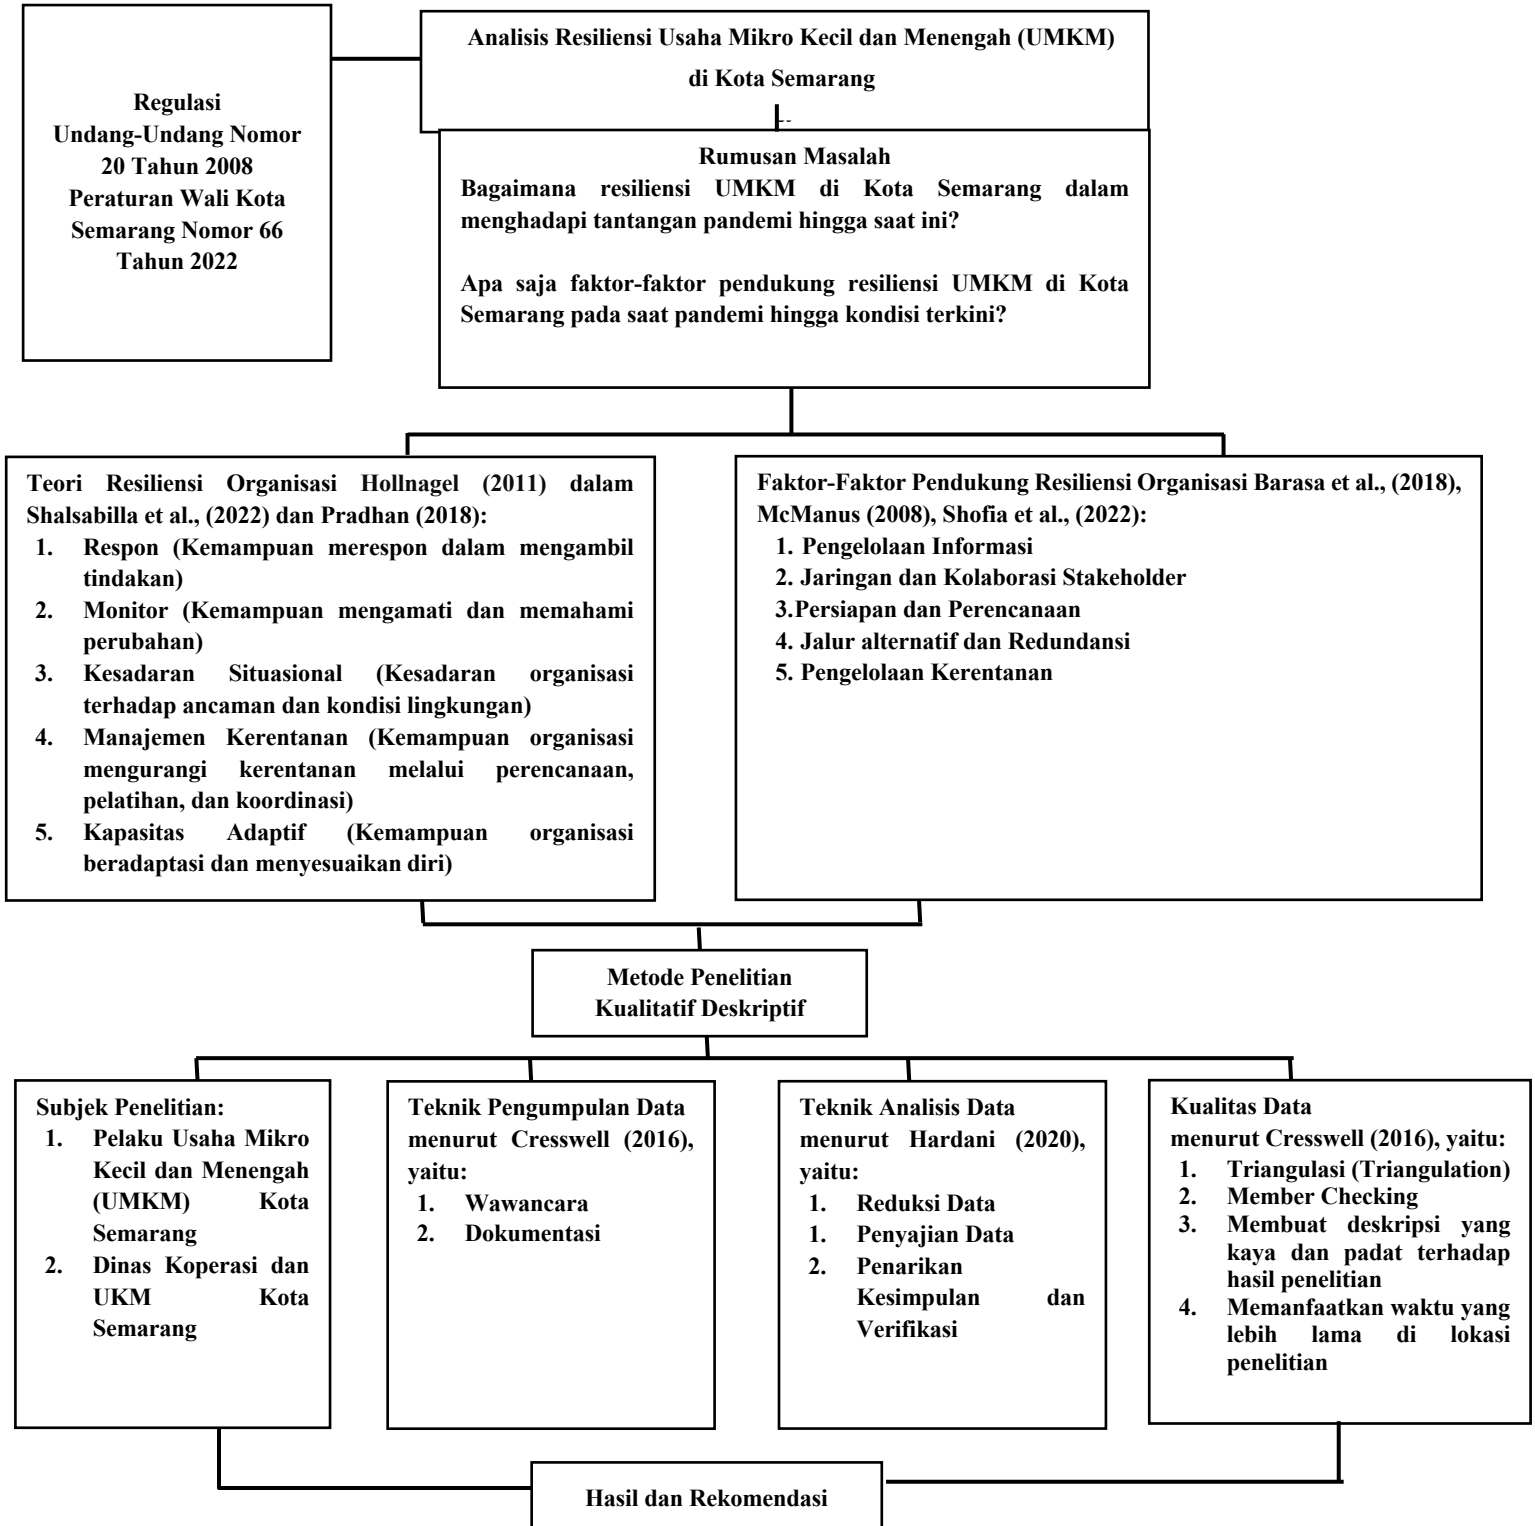 Regulasi
Undang-Undang Nomor
20 Tahun 2008
Peraturan Wali Kota
Semarang Nomor 66
Tahun 2022
Analisis Resiliensi Usaha Mikro Kecil dan Menengah (UMKM)
di Kota Semarang
Rumusan Masalah
Bagaimana resiliensi UMKM di Kota Semarang dalam
menghadapi tantangan pandemi hingga saat ini?
Apa saja faktor-faktor pendukung resiliensi UMKM di Kota
Semarang pada saat pandemi hingga kondisi terkini?
Teori Resiliensi Organisasi Hollnagel (2011) dalam
Shalsabilla et al., (2022) dan Pradhan (2018):
1. Respon (Kemampuan merespon dalam mengambil
tindakan)
2. Monitor (Kemampuan mengamati dan memahami
perubahan)
3. Kesadaran Situasional (Kesadaran organisasi
terhadap ancaman dan kondisi lingkungan)
4. Manajemen Kerentanan (Kemampuan organisasi
mengurangi kerentanan melalui perencanaan,
pelatihan, dan koordinasi)
5. Kapasitas Adaptif (Kemampuan organisasi
beradaptasi dan menyesuaikan diri)
Faktor-Faktor Pendukung Resiliensi Organisasi Barasa et al., (2018),
McManus (2008), Shofia et al., (2022):
1. Pengelolaan Informasi
2. Jaringan dan Kolaborasi Stakeholder
3.Persiapan dan Perencanaan
4. Jalur alternatif dan Redundansi
5. Pengelolaan Kerentanan
Metode Penelitian
Kualitatif Deskriptif
Subjek Penelitian:
1. Pelaku Usaha Mikro
Kecil dan Menengah
(UMKM) Kota
Semarang
2. Dinas Koperasi dan
UKM Kota
Semarang
Teknik Pengumpulan Data
menurut Cresswell (2016),
yaitu:
1. Wawancara
2. Dokumentasi
Teknik Analisis Data
menurut Hardani (2020),
yaitu:
1. Reduksi Data
1. Penyajian Data
2. Penarikan
Kesimpulan dan
Verifikasi
Kualitas Data
menurut Cresswell (2016), yaitu:
1. Triangulasi (Triangulation)
2. Member Checking
3. Membuat deskripsi yang
kaya dan padat terhadap
hasil penelitian
4. Memanfaatkan waktu yang
lebih lama di lokasi
penelitian
Hasil dan Rekomendasi